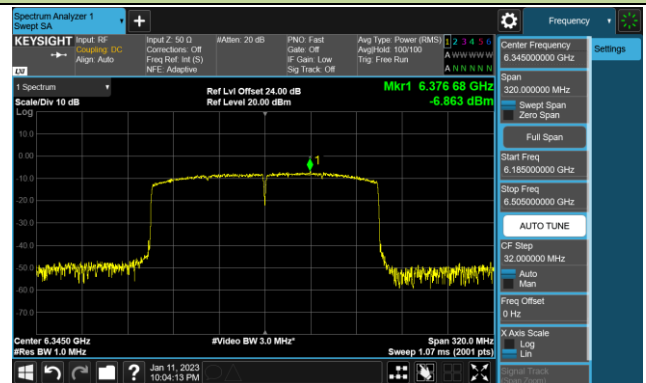 Spectrum Analyzer 1
Swept SA
Frequency
KEYSIGHT
Input: RF
Coupling: DC
Align: Auto
Input Z: 50 Ω
Corrections: Off
Freq Ref: Int (S)
NFE: Adaptive
#Atten: 20 dB
PNO: Fast
Gate: Off
IF Gain: Low
Sig Track: Off
Avg Type: Power (RMS)
Avg|Hold: 100/100
Trig: Free Run
1 2 3 4 5 6
A W W W W W
A N N N N N
LXI
1 Spectrum
Scale/Div 10 dB
Log
Ref Lvl Offset 24.00 dB
Ref Level 20.00 dBm
Mkr1 6.376 68 GHz
-6.863 dBm
10.0
0.00
-10.0
-20.0
-30.0
-40.0
-50.0
-60.0
-70.0
1
Center 6.3450 GHz
#Res BW 1.0 MHz
#Video BW 3.0 MHz*
Span 320.0 MHz
Sweep 1.07 ms (2001 pts)
Jan 11, 2023
10:04:13 PM
Settings
Center Frequency
6.345000000 GHz
Span
320.000000 MHz
Swept Span
Zero Span
Full Span
Start Freq
6.185000000 GHz
Stop Freq
6.505000000 GHz
AUTO TUNE
CF Step
32.000000 MHz
Auto
Man
Freq Offset
0 Hz
X Axis Scale
Log
Lin
Signal Track
(Span Zoom)